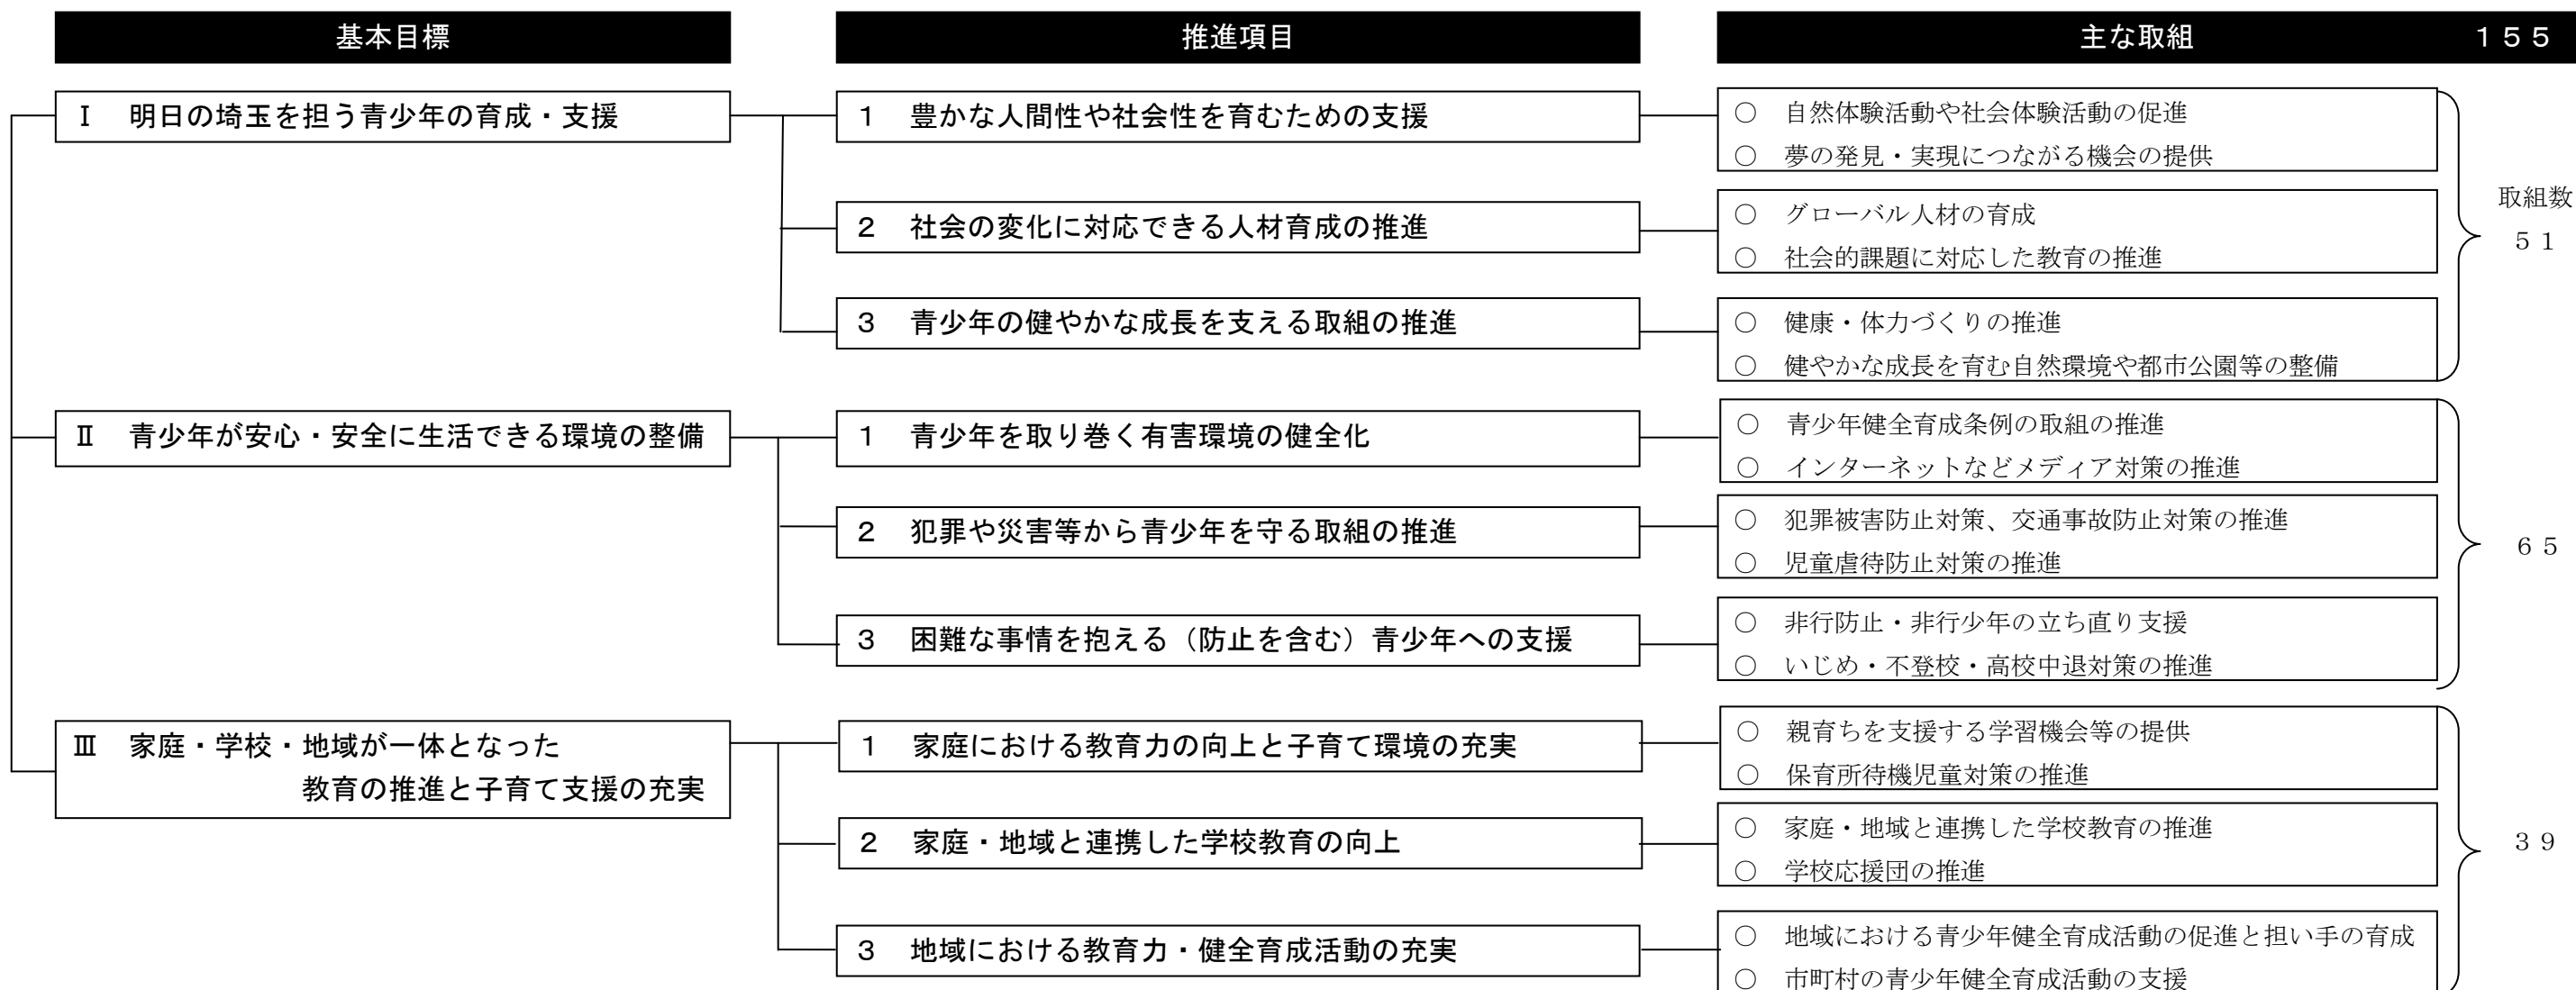 基本目標
推進項目
主な取組　１５５
Ⅰ　明日の埼玉を担う青少年の育成・支援
１　豊かな人間性や社会性を育むための支援
○　自然体験活動や社会体験活動の促進
○　夢の発見・実現につながる機会の提供
２　社会の変化に対応できる人材育成の推進
○　グローバル人材の育成
○　社会的課題に対応した教育の推進
３　青少年の健やかな成長を支える取組の推進
○　健康・体力づくりの推進
○　健やかな成長を育む自然環境や都市公園等の整備
取組数
５１
Ⅱ　青少年が安心・安全に生活できる環境の整備
１　青少年を取り巻く有害環境の健全化
○　青少年健全育成条例の取組の推進
○　インターネットなどメディア対策の推進
２　犯罪や災害等から青少年を守る取組の推進
○　犯罪被害防止対策、交通事故防止対策の推進
○　児童虐待防止対策の推進
３　困難な事情を抱える（防止を含む）青少年への支援
○　非行防止・非行少年の立ち直り支援
○　いじめ・不登校・高校中退対策の推進
６５
Ⅲ　家庭・学校・地域が一体となった
教育の推進と子育て支援の充実
１　家庭における教育力の向上と子育て環境の充実
○　親育ちを支援する学習機会等の提供
○　保育所待機児童対策の推進
２　家庭・地域と連携した学校教育の向上
○　家庭・地域と連携した学校教育の推進
○　学校応援団の推進
３　地域における教育力・健全育成活動の充実
○　地域における青少年健全育成活動の促進と担い手の育成
○　市町村の青少年健全育成活動の支援
３９